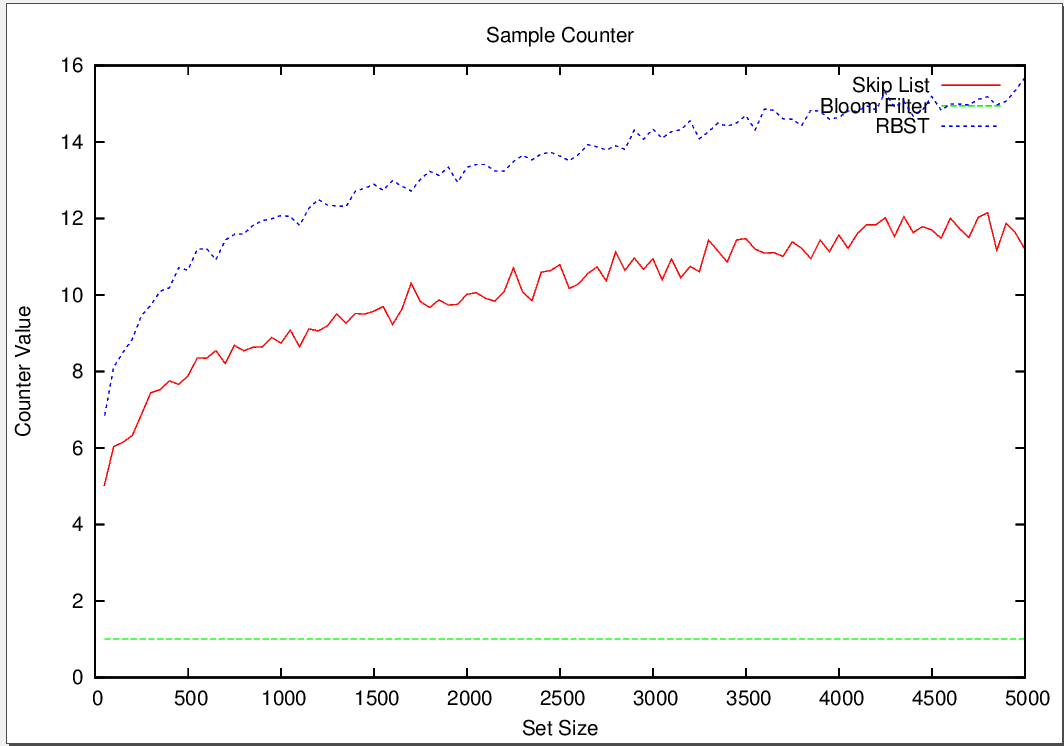 Sample Counter
16
14
12
10
8
6
4
2
0
Counter Value
Skip List
Bloom Filter
RBST
0 500 1000 1500 2000 2500 3000 3500 4000 4500 5000
Set Size